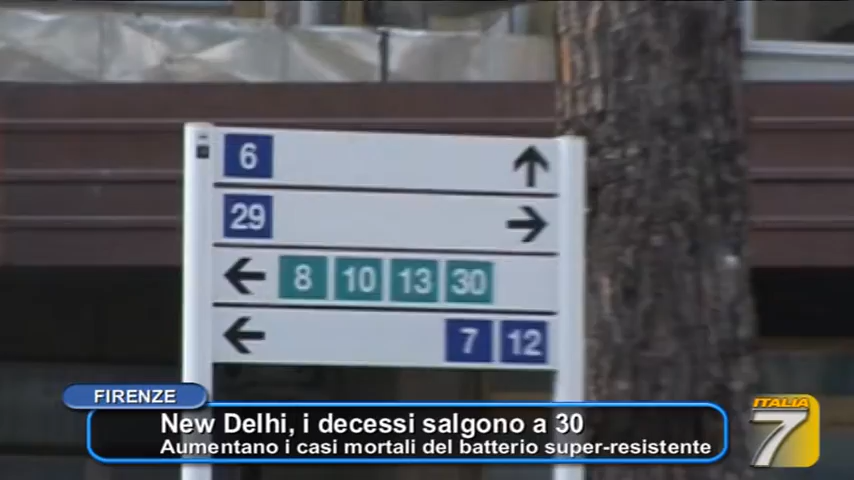 6
29
8 10 13 30
7 12
FIRENZE
New Delhi, i decessi salgono a 30
Aumentano i casi mortali del batterio super-resistente
ITALIA
7